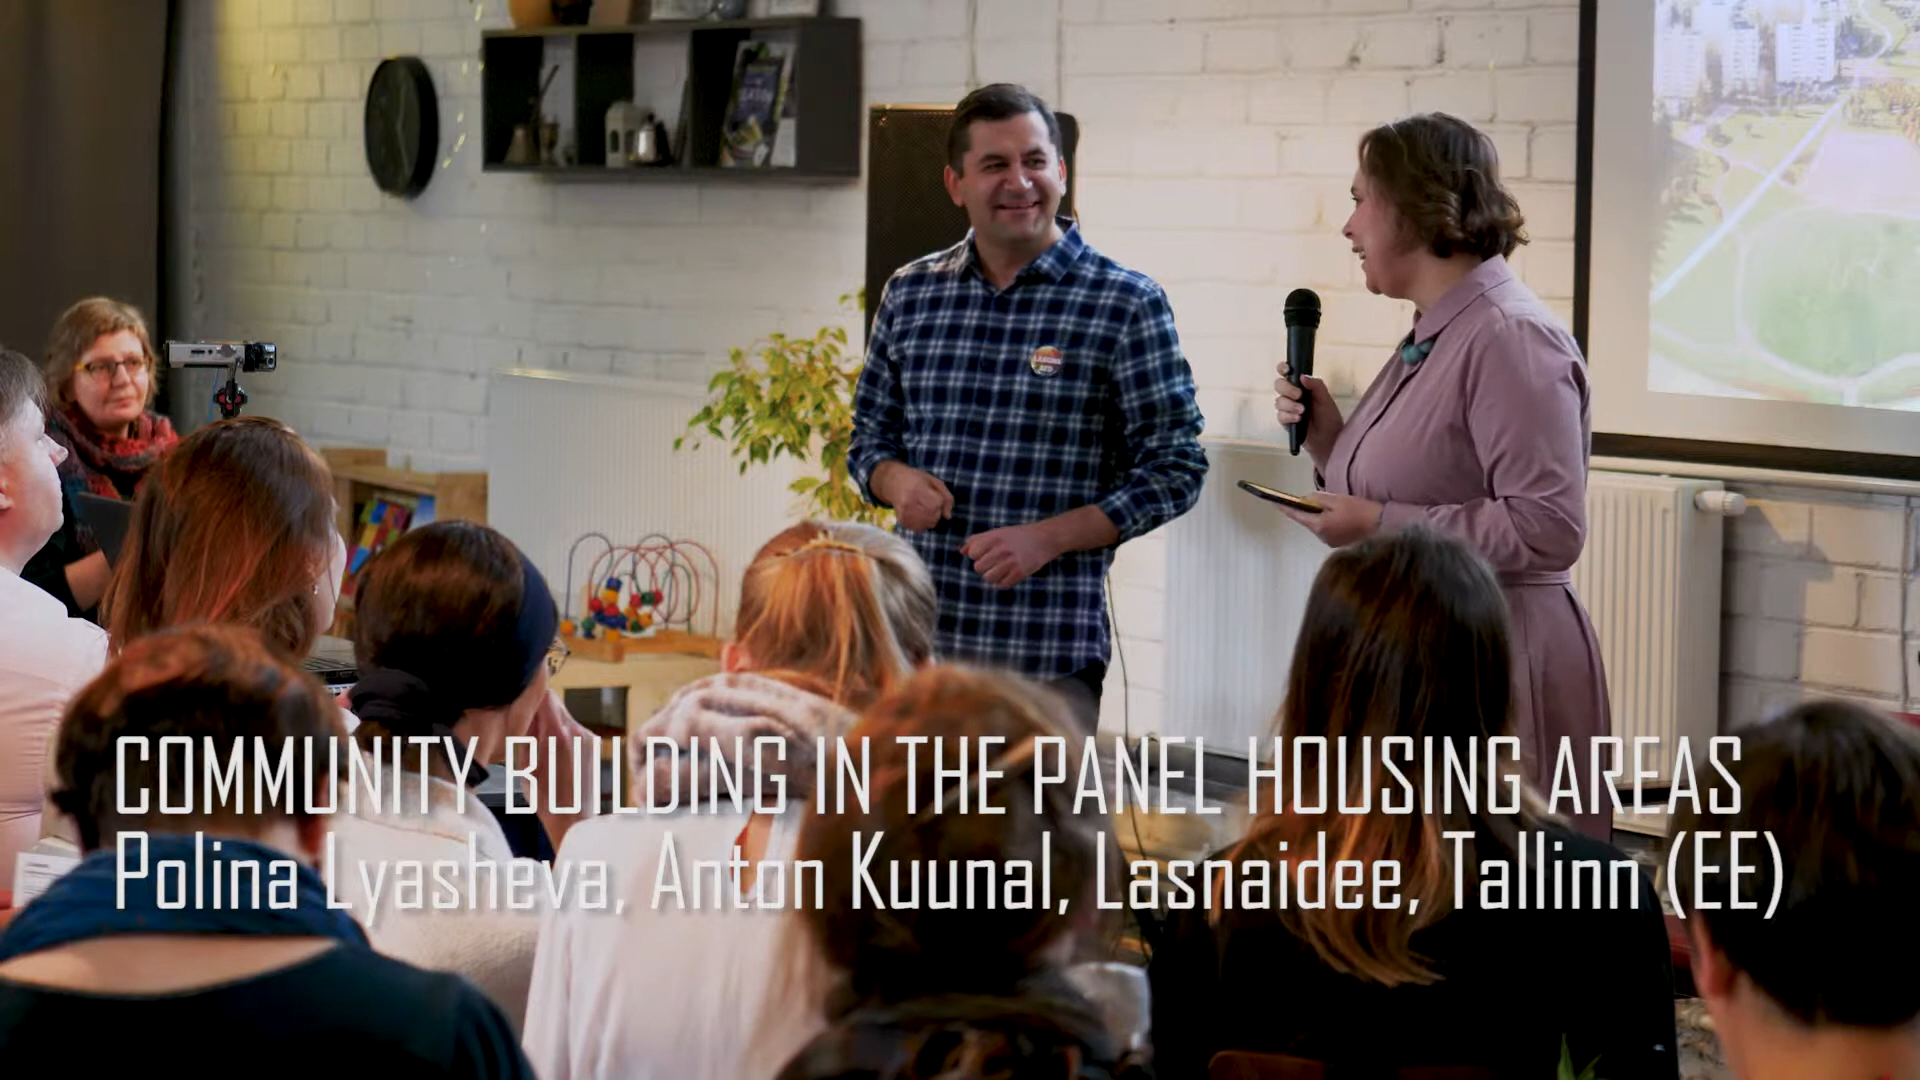 COMMUNITY BUILDING IN THE PANEL HOUSING AREAS
Polina Lyasheva, Anton Kuunal, Lasnaidee, Tallinn (EE)